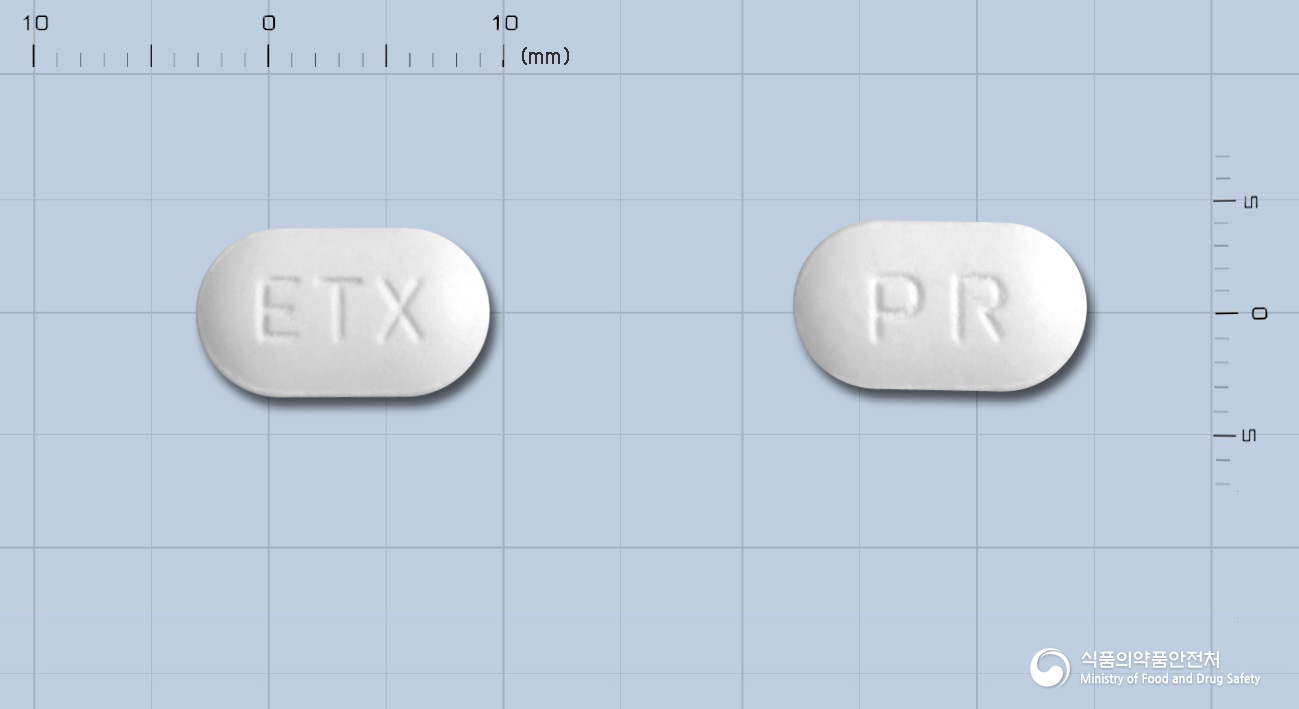 10 0 10 (mm)
5
0
5
ETX
PR
식품의약품안전처
Ministry of Food and Drug Safety